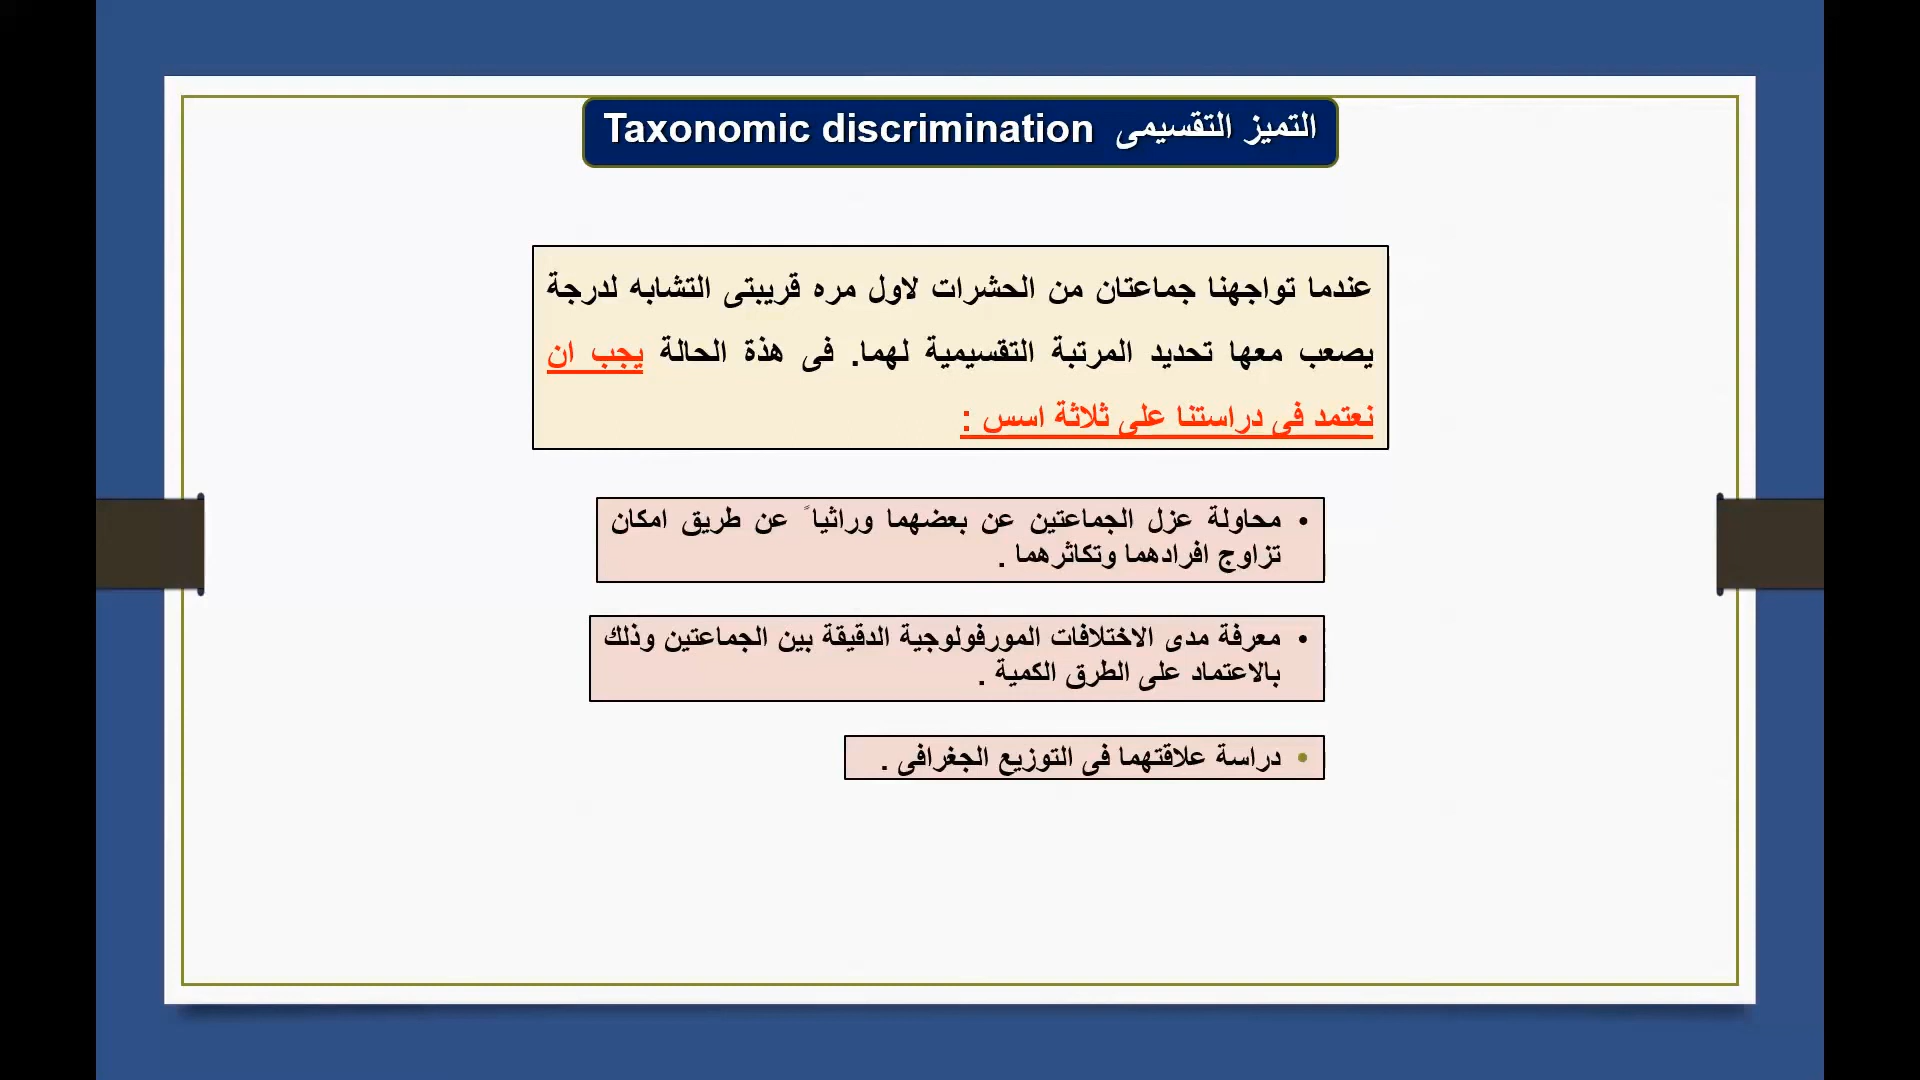 التميز التقسيمى Taxonomic discrimination
عندما تواجهنا جماعتان من الحشرات لاول مره قريبتى التشابه لدرجة
يصعب معها تحديد المرتبة التقسيمية لهما. فى هذة الحالة يجب ان
نعتمد فى دراستنا على ثلاثة اسس :
• محاولة عزل الجماعتين عن بعضهما وراثيا ً عن طريق امكان
تزاوج افرادهما وتكاثرهما .
• معرفة مدى الاختلافات المورفولوجية الدقيقة بين الجماعتين وذلك
بالاعتماد على الطرق الكمية .
• دراسة علاقتهما فى التوزيع الجغرافى .